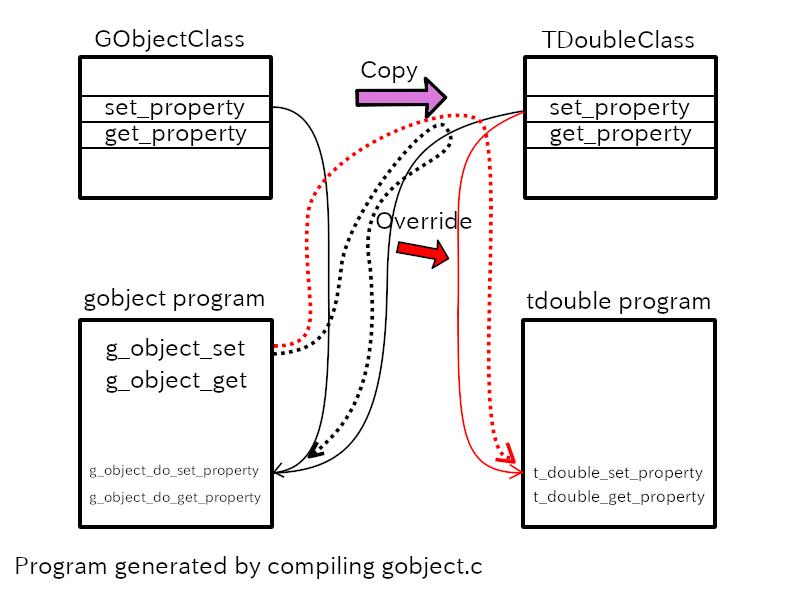 GObjectClass
set_property
get_property
Copy
TDoubleClass
set_property
get_property
Override
gobject program
g_object_set
g_object_get
g_object_do_set_property
g_object_do_get_property
tdouble program
t_double_set_property
t_double_get_property
Program generated by compiling gobject.c